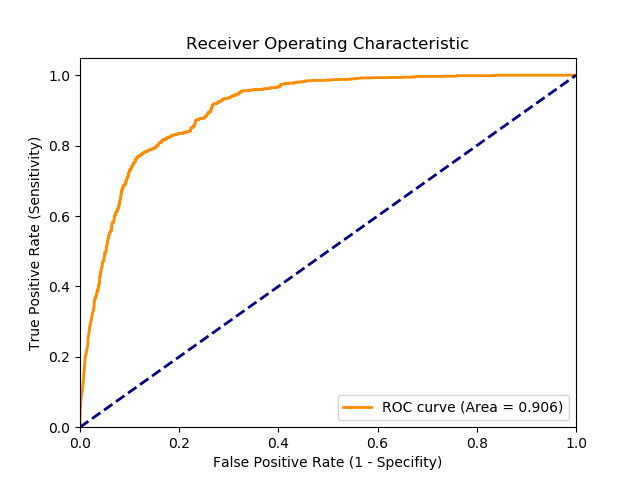 Receiver Operating Characteristic
True Positive Rate (Sensitivity)
1.0
0.8
0.6
0.4
0.2
0.0
ROC curve (Area = 0.906)
0.0 0.2 0.4 0.6 0.8 1.0
False Positive Rate (1 - Specifity)